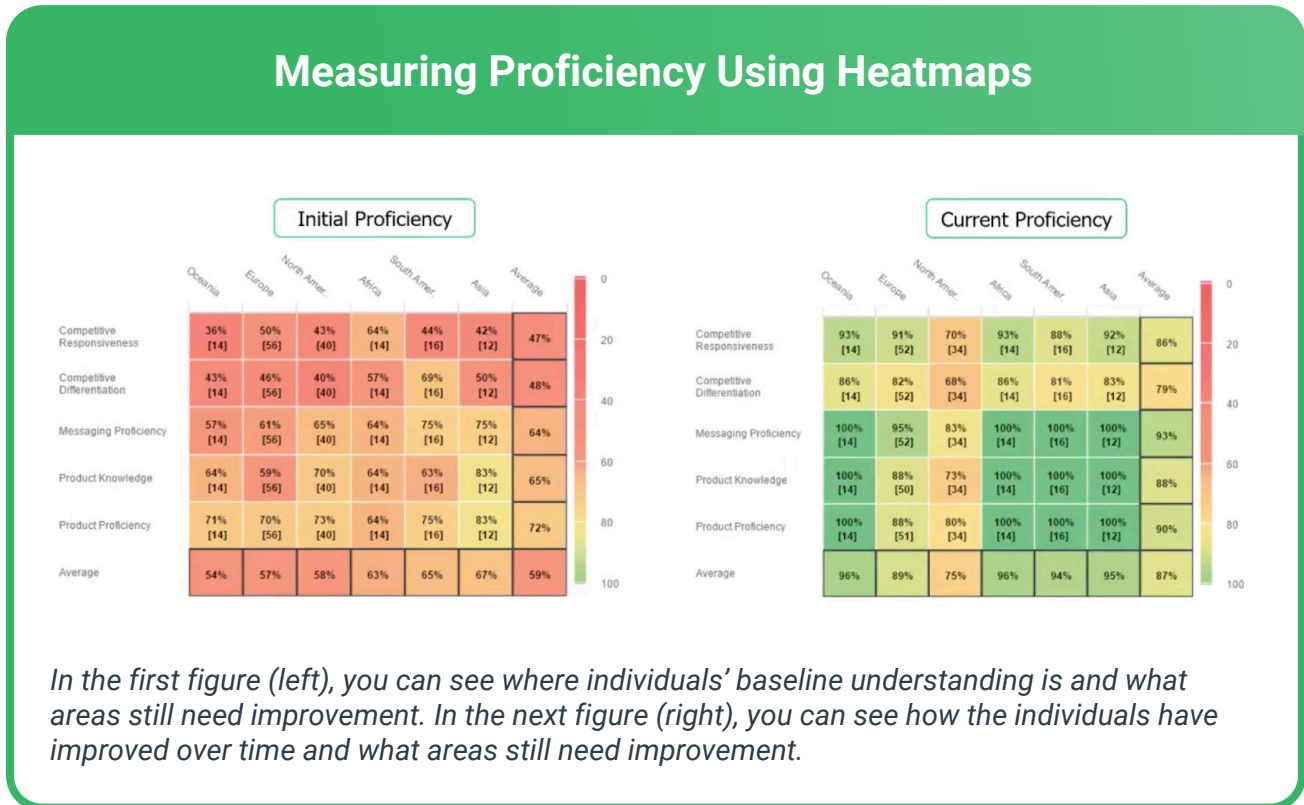 Measuring Proficiency Using Heatmaps
Initial Proficiency
Oceania Europe North Amer. Africa South Amer. Asia Average
Competitive Responsiveness 36% [14] 50% [56] 43% [40] 64% [14] 44% [16] 42% [12] 47%
Competitive Differentiation 43% [14] 46% [56] 40% [40] 57% [14] 69% [16] 50% [12] 48%
Messaging Proficiency 57% [14] 61% [56] 65% [40] 64% [14] 75% [16] 75% [12] 64%
Product Knowledge 64% [14] 59% [56] 70% [40] 64% [14] 63% [16] 83% [12] 65%
Product Proficiency 71% [14] 70% [56] 73% [40] 64% [14] 75% [16] 83% [12] 72%
Average 54% 57% 58% 63% 65% 67% 59%
0
20
40
60
80
100
Current Proficiency
Oceania Europe North Amer. Africa South Amer. Asia Average
Competitive Responsiveness 93% [14] 91% [52] 70% [34] 93% [14] 88% [16] 92% [12] 86%
Competitive Differentiation 86% [14] 82% [52] 68% [34] 86% [14] 81% [16] 83% [12] 79%
Messaging Proficiency 100% [14] 95% [52] 83% [34] 100% [14] 100% [16] 100% [12] 93%
Product Knowledge 100% [14] 88% [50] 73% [34] 100% [14] 100% [16] 100% [12] 88%
Product Proficiency 100% [14] 88% [51] 80% [34] 100% [14] 100% [16] 100% [12] 90%
Average 96% 89% 75% 96% 94% 95% 87%
0
20
40
60
80
100
In the first figure (left), you can see where individuals’ baseline understanding is and what
areas still need improvement. In the next figure (right), you can see how the individuals have
improved over time and what areas still need improvement.